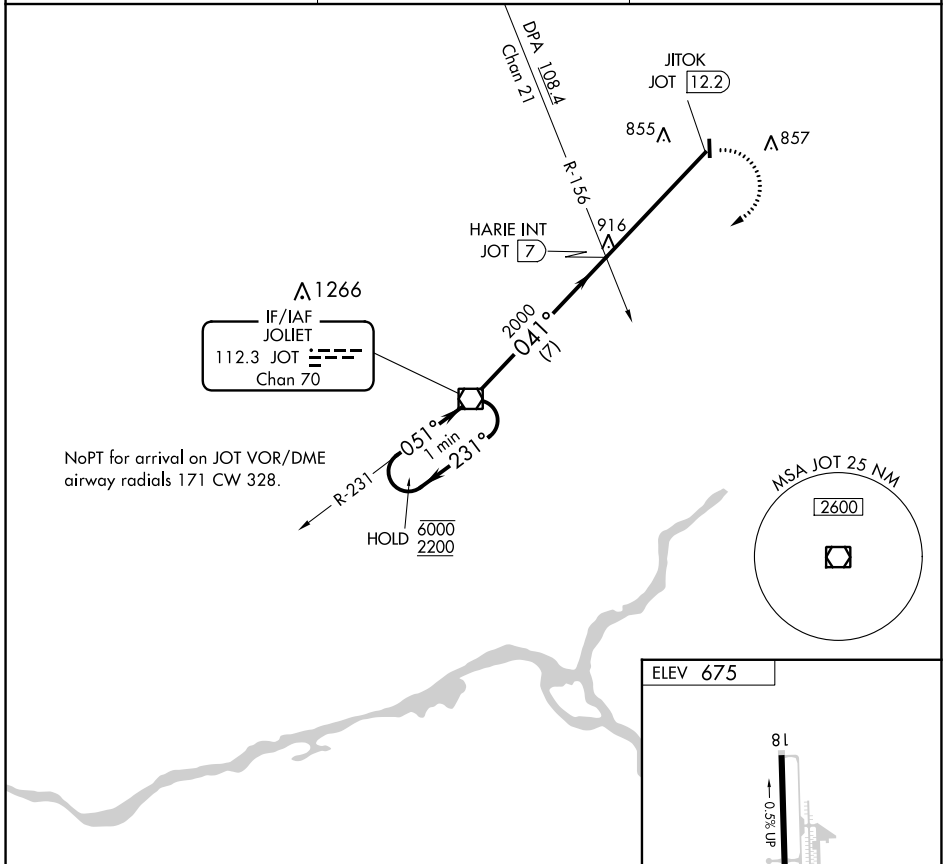 DPA 108.4
Chan 21
R-156
JITOK
JOT 12.2
855
857
HARIE INT
JOT 7
916
1266
IF/IAF
JOLIET
112.3 JOT
Chan 70
2000
041°
(7)
051°
1 min
231°
NoPT for arrival on JOT VOR/DME
airway radials 171 CW 328.
R-231
HOLD 6000
2200
MSA JOT 25 NM
2600
ELEV 675
18
0.5% UP